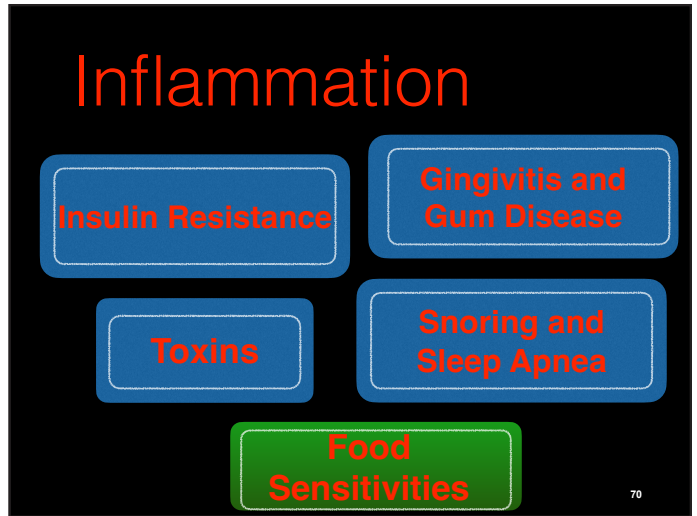 Inflammation
Insulin Resistance
Gingivitis and
Gum Disease
Toxins
Snoring and
Sleep Apnea
Food
Sensitivities
70